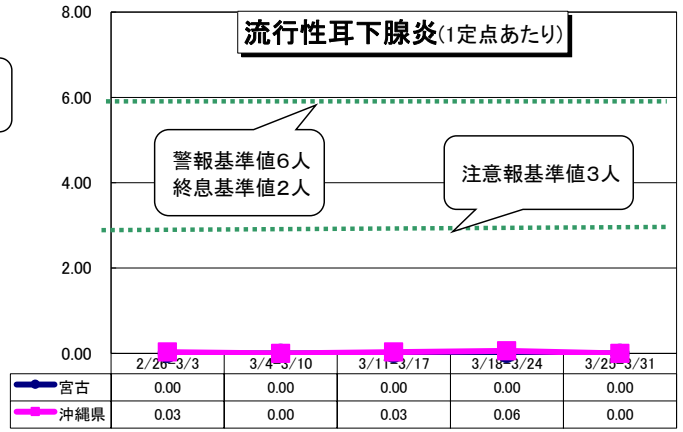 流行性耳下腺炎(1定点あたり)
8.00
6.00
4.00
2.00
0.00
警報基準値6人
終息基準値2人
注意報基準値3人
2/26-3/3 3/4-3/10 3/11-3/17 3/18-3/24 3/25-3/31
宮古 0.00 0.00 0.00 0.00 0.00
沖縄県 0.03 0.00 0.03 0.06 0.00